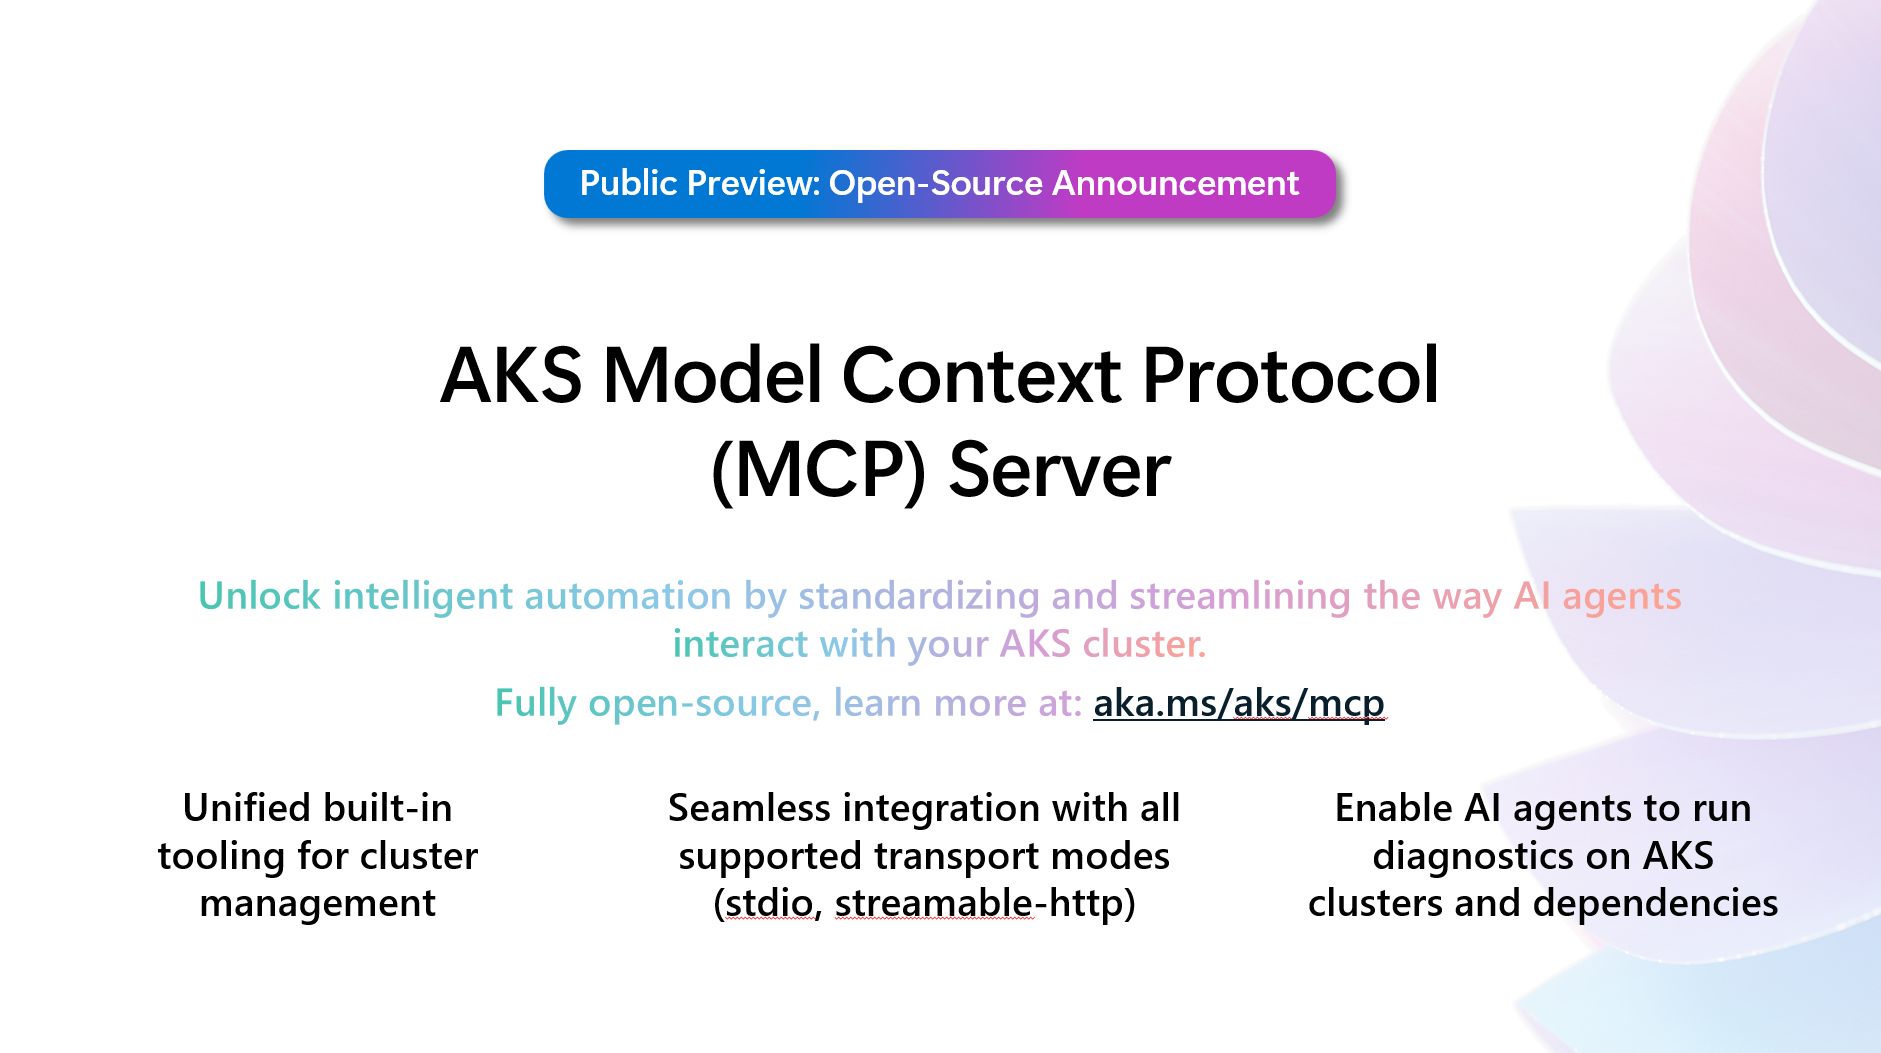 Public Preview: Open-Source Announcement
AKS Model Context Protocol
(MCP) Server
Unlock intelligent automation by standardizing and streamlining the way AI agents
interact with your AKS cluster.
Fully open-source, learn more at: aka.ms/aks/mcp
Unified built-in
tooling for cluster
management
Seamless integration with all
supported transport modes
(stdio, streamable-http)
Enable AI agents to run
diagnostics on AKS
clusters and dependencies